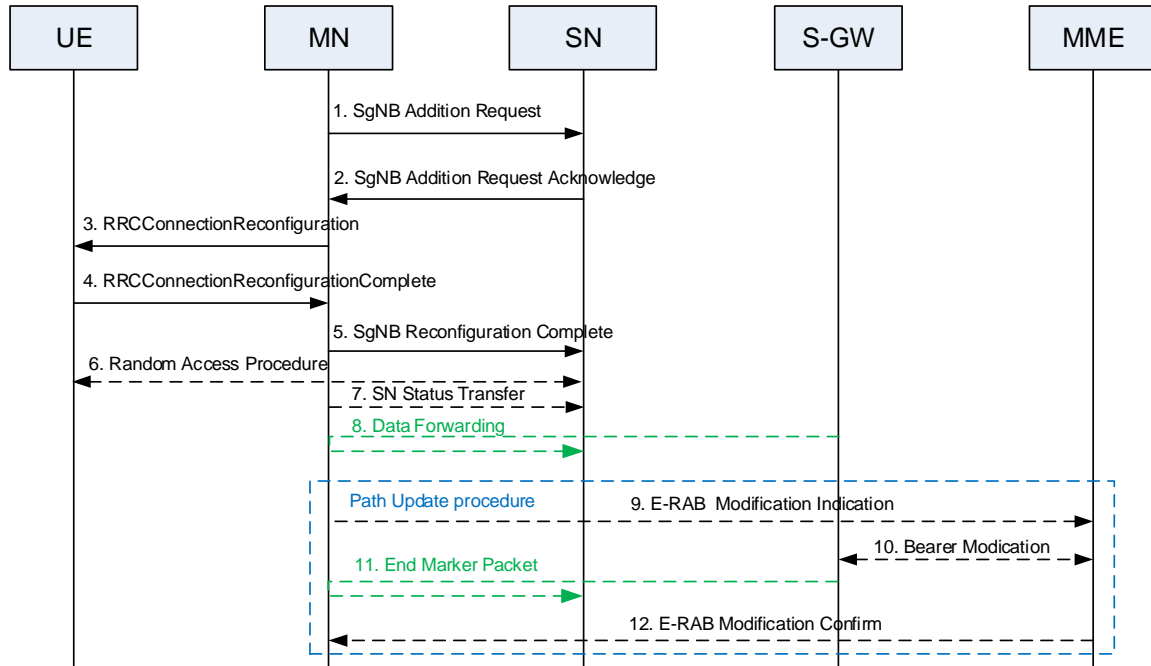 UE
MN
SN
S-GW
MME
1. SgNB Addition Request
2. SgNB Addition Request Acknowledge
3. RRCConnectionReconfiguration
4. RRCConnectionReconfigurationComplete
5. SgNB Reconfiguration Complete
6. Random Access Procedure
7. SN Status Transfer
8. Data Forwarding
Path Update procedure
9. E-RAB Modification Indication
10. Bearer Modication
11. End Marker Packet
12. E-RAB Modification Confirm